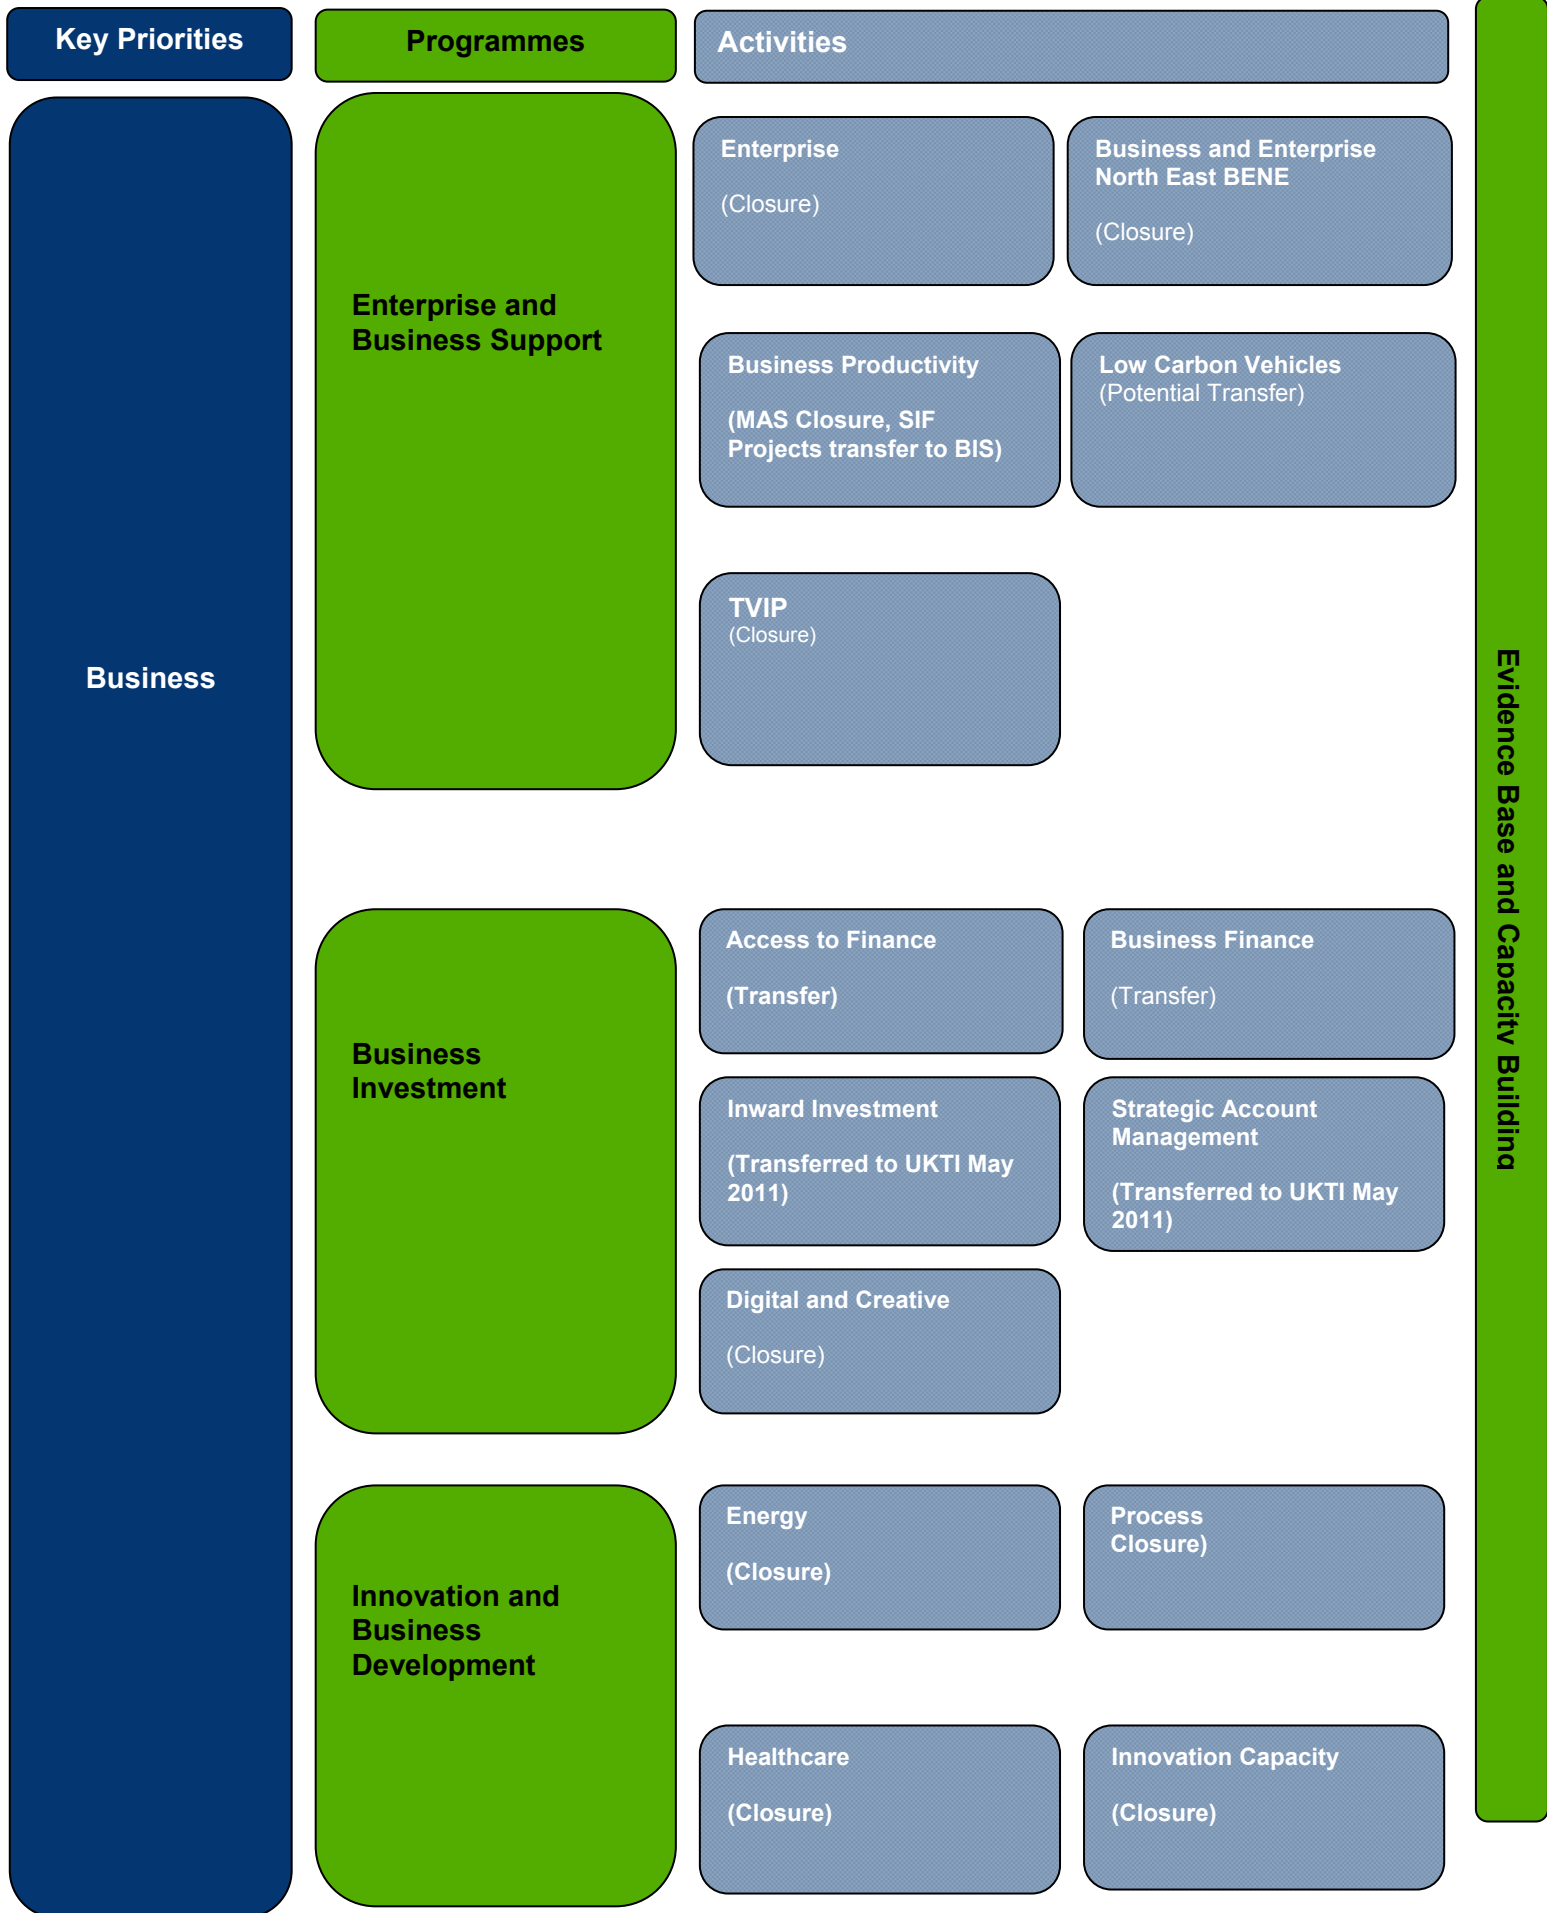 Key Priorities
Programmes
Activities
Business
Enterprise and
Business Support
Enterprise
(Closure)
Business and Enterprise
North East BENE
(Closure)
Business Productivity
(MAS Closure, SIF
Projects transfer to BIS)
Low Carbon Vehicles
(Potential Transfer)
TVIP
(Closure)
Business
Investment
Access to Finance
(Transfer)
Business Finance
(Transfer)
Inward Investment
(Transferred to UKTI May
2011)
Strategic Account
Management
(Transferred to UKTI May
2011)
Digital and Creative
(Closure)
Innovation and
Business
Development
Energy
(Closure)
Process
Closure)
Healthcare
(Closure)
Innovation Capacity
(Closure)
Evidence Base and Capacity Building